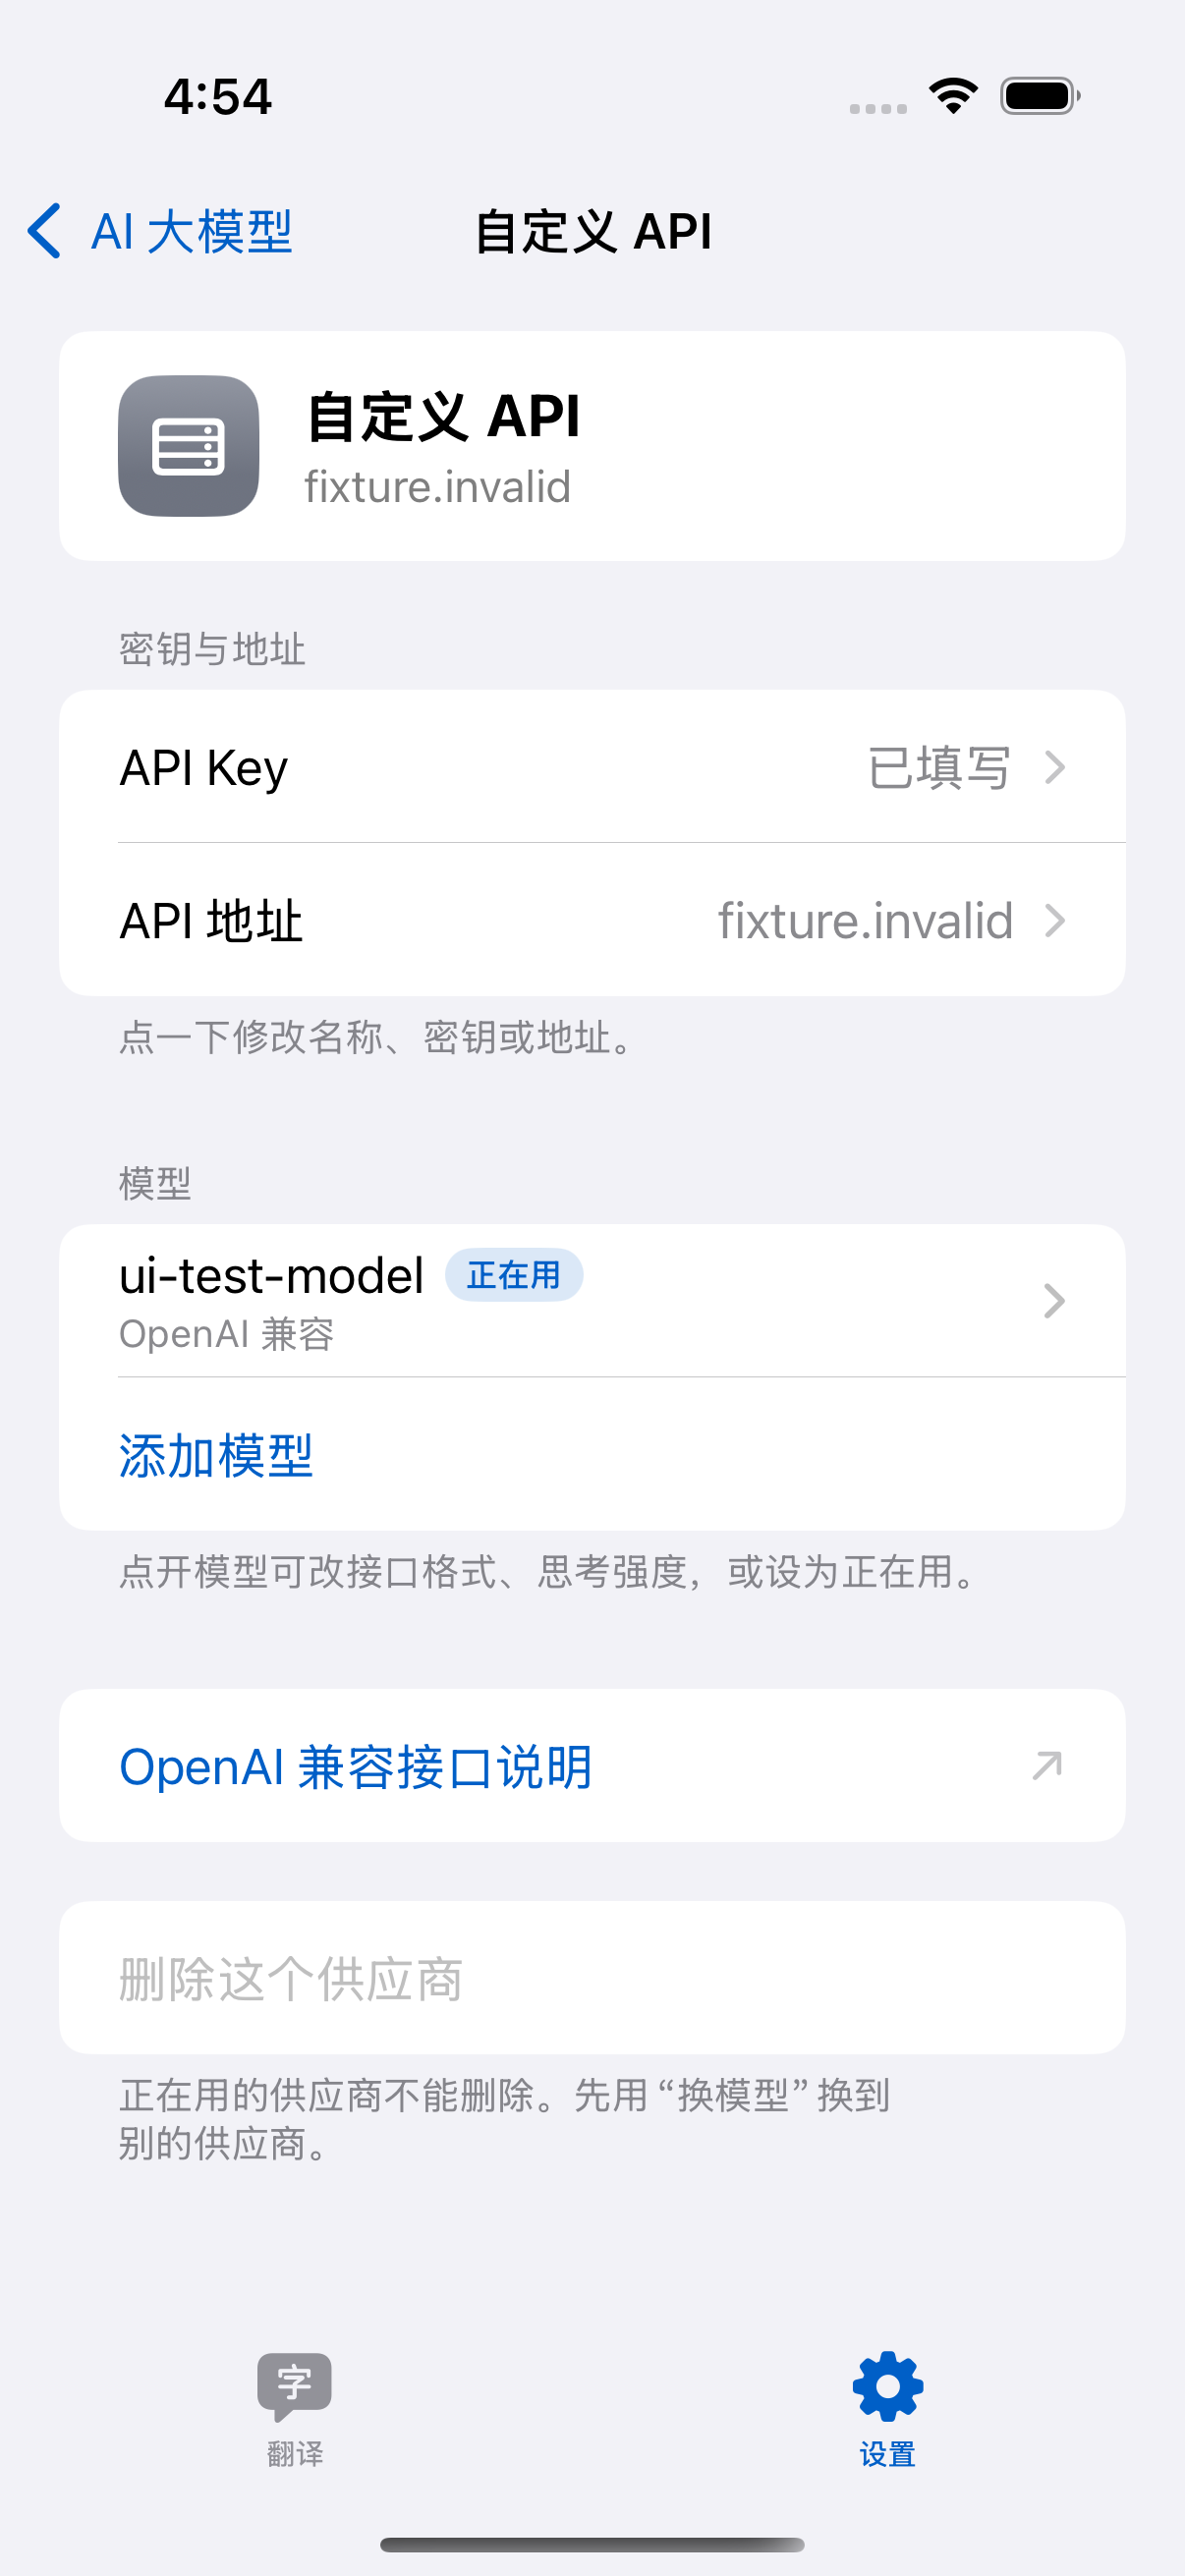 4:54
AI 大模型
自定义 API
自定义 API
fixture.invalid
密钥与地址
API Key
已填写
API 地址
fixture.invalid
点一下修改名称、密钥或地址。
模型
ui-test-model
正在用
OpenAI 兼容
添加模型
点开模型可改接口格式、思考强度，或设为正在用。
OpenAI 兼容接口说明
删除这个供应商
正在用的供应商不能删除。先用 “换模型” 换到
别的供应商。
字
翻译
设置